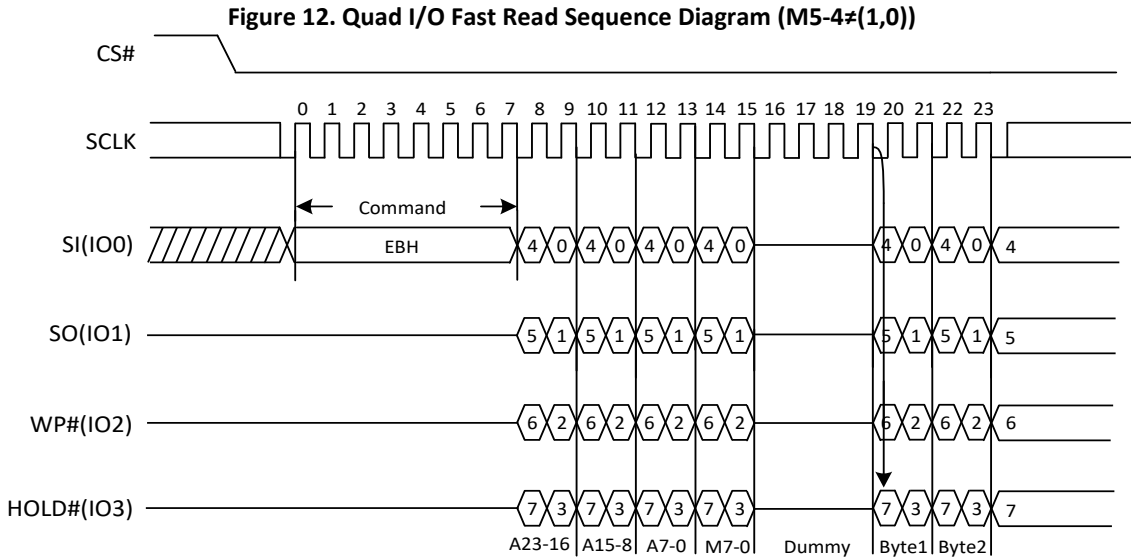 Figure 12. Quad I/O Fast Read Sequence Diagram (M5-4≠(1,0))
CS#
0 1 2 3 4 5 6 7 8 9 10 11 12 13 14 15 16 17 18 19 20 21 22 23
SCLK
Command
SI(IO0) EBH 4 0 4 0 4 0 4 0 4 0 4 0 4
SO(IO1) 5 1 5 1 5 1 5 1 5 1 5 1 5
WP#(IO2) 6 2 6 2 6 2 6 2 6 2 6 2 6
HOLD#(IO3) 7 3 7 3 7 3 7 3 7 3 7 3 7
A23-16 A15-8 A7-0 M7-0 Dummy Byte1 Byte2